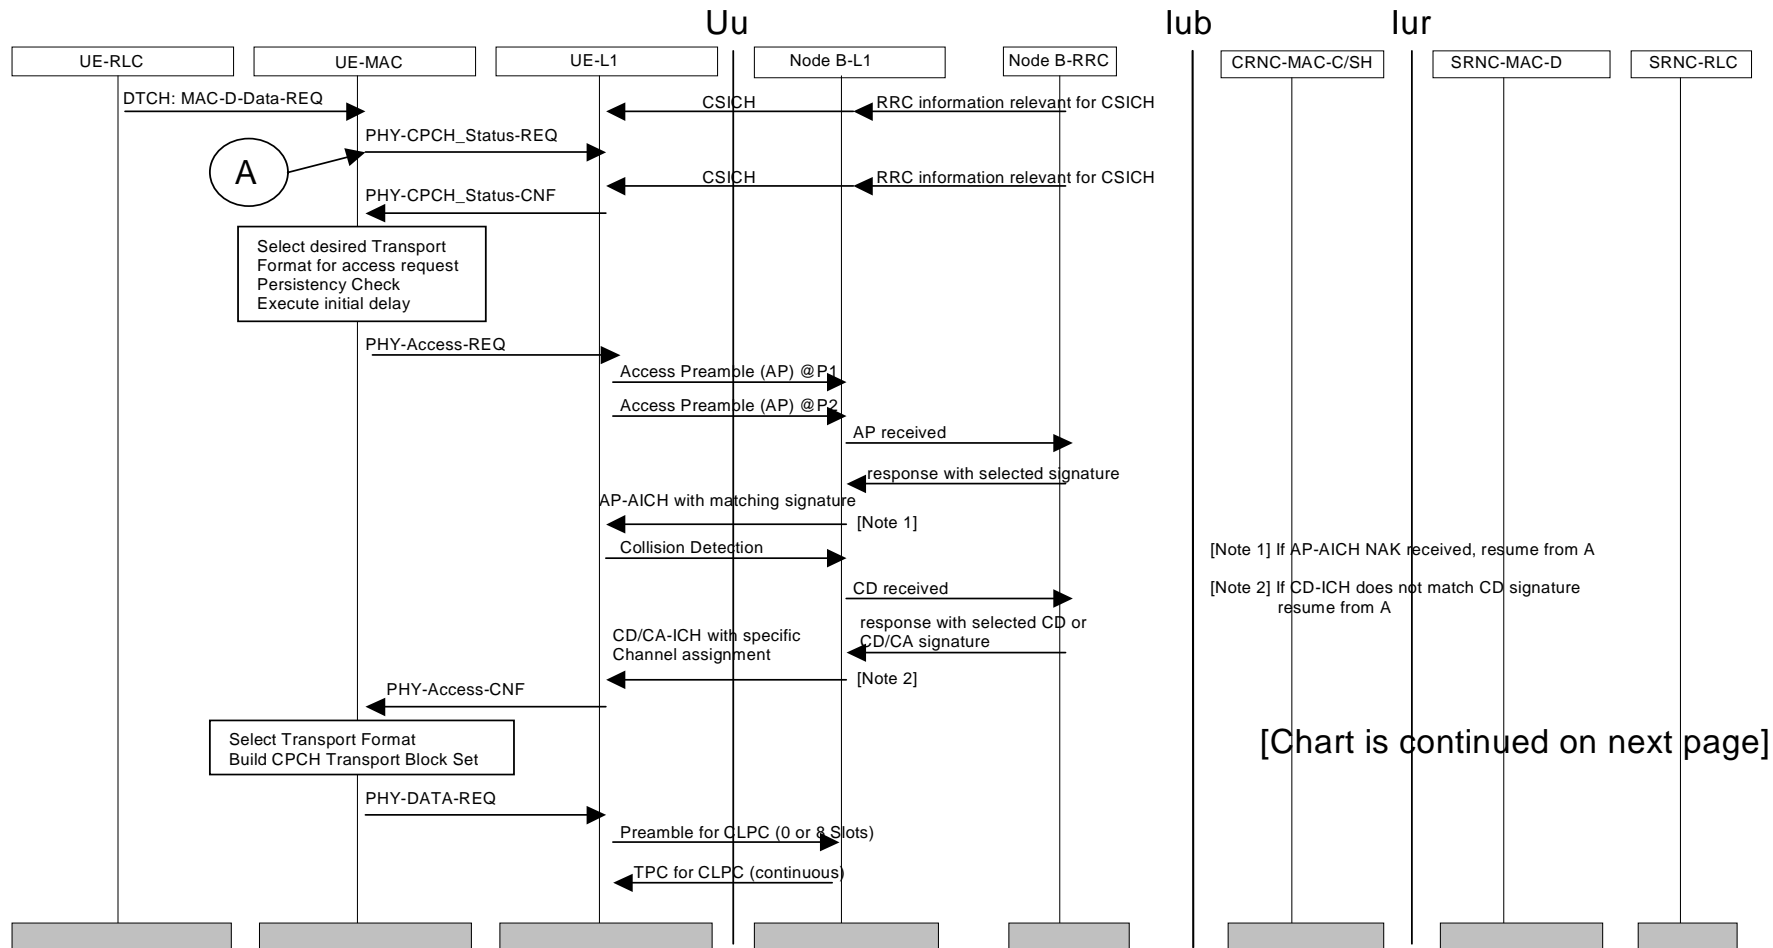 Uu
Iub
Iur
UE-RLC
UE-MAC
UE-L1
Node B-L1
Node B-RRC
CRNC-MAC-C/SH
SRNC-MAC-D
SRNC-RLC
DTCH: MAC-D-Data-REQ
CSICH
RRC information relevant for CSICH
PHY-CPCH_Status-REQ
A
CSICH
RRC information relevant for CSICH
PHY-CPCH_Status-CNF
Select desired Transport
Format for access request
Persistency Check
Execute initial delay
PHY-Access-REQ
Access Preamble (AP) @P1
Access Preamble (AP) @P2
AP received
response with selected signature
AP-AICH with matching signature
[Note 1]
Collision Detection
[Note 1] If AP-AICH NAK received, resume from A
CD received
[Note 2] If CD-ICH does not match CD signature
resume from A
response with selected CD or
CD/CA signature
CD/CA-ICH with specific
Channel assignment
[Note 2]
PHY-Access-CNF
Select Transport Format
Build CPCH Transport Block Set
[Chart is continued on next page]
PHY-DATA-REQ
Preamble for CLPC (0 or 8 Slots)
TPC for CLPC (continuous)